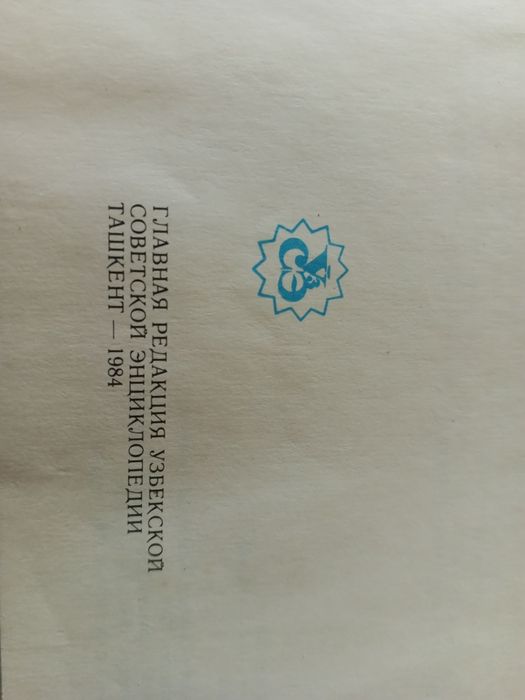 ГЛАВНАЯ РЕДАКЦИЯ УЗБЕКСКОЙ
СОВЕТСКОЙ ЭНЦИКЛОПЕДИИ
ТАШКЕНТ — 1984